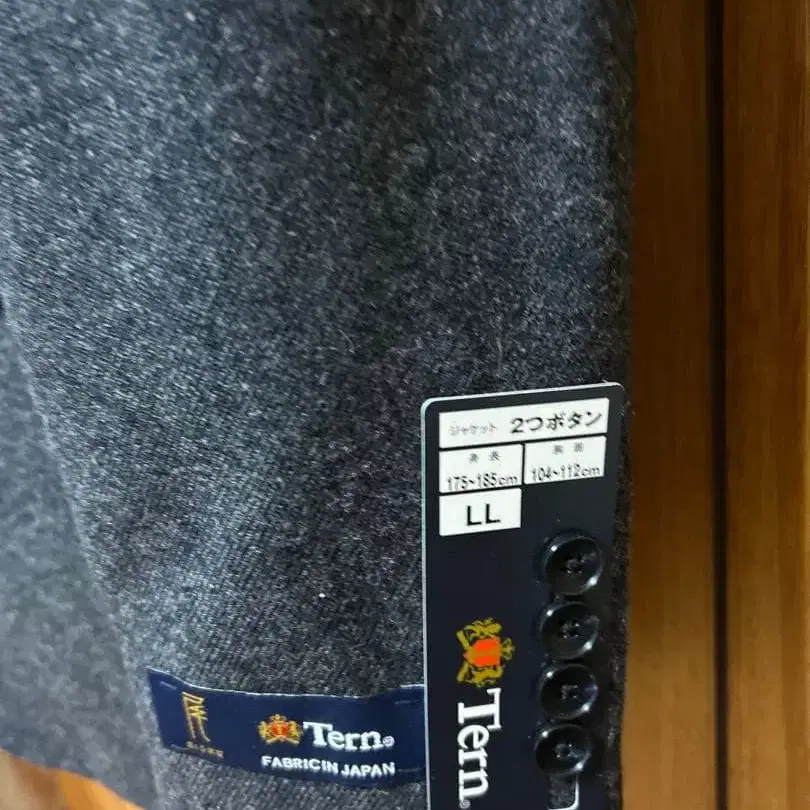 ジャケット 2つボタン
身長 胸囲
175~185cm 104~112cm
LL
Tern®
Tern®
FABRIC IN JAPAN